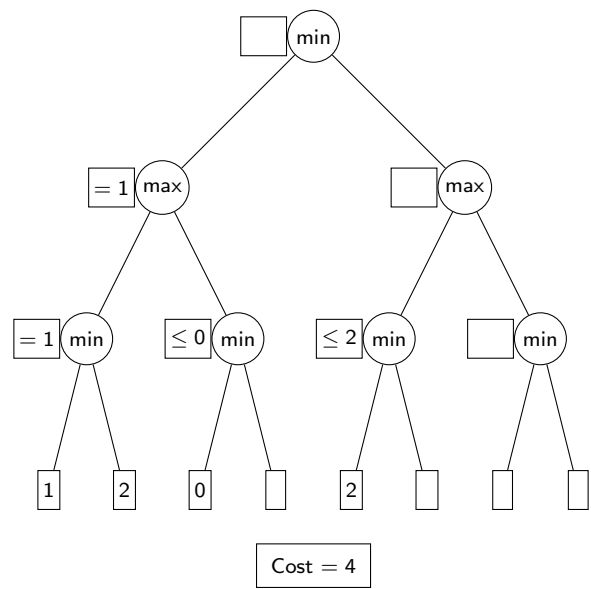 min
= 1 max
max
= 1 min
≤ 0 min
≤ 2 min
min
1
2
0
2
Cost = 4